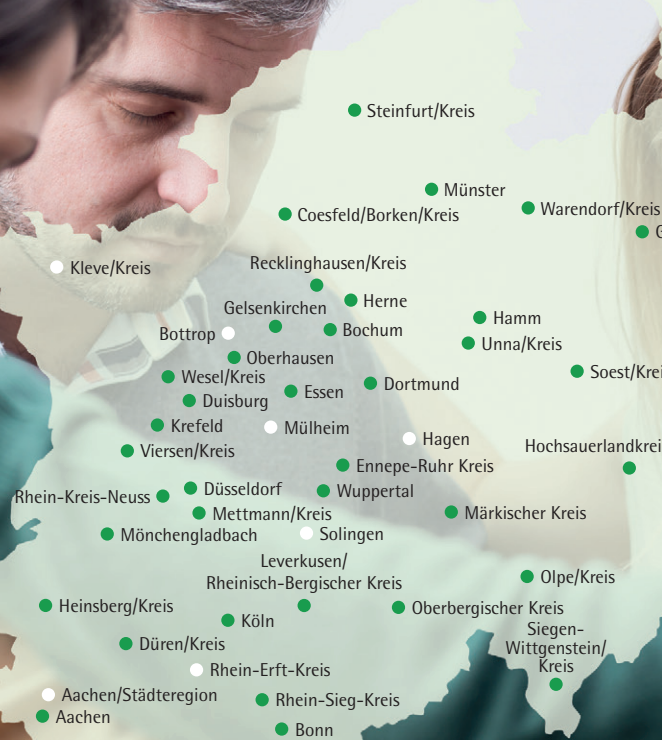 Steinfurt/Kreis
Münster
Warendorf/Kreis
Coesfeld/Borken/Kreis
G
Recklinghausen/Kreis
Kleve/Kreis
Herne
Gelsenkirchen
Hamm
Bottrop
Bochum
Unna/Kreis
Oberhausen
Soest/Krei
Wesel/Kreis
Dortmund
Essen
Duisburg
Krefeld
Mülheim
Hagen
Hochsauerlandkrei
Viersen/Kreis
Ennepe-Ruhr Kreis
Düsseldorf
Wuppertal
Rhein-Kreis-Neuss
Mettmann/Kreis
Märkischer Kreis
Mönchengladbach
Solingen
Leverkusen/
Rheinisch-Bergischer Kreis
Olpe/Kreis
Heinsberg/Kreis
Oberbergischer Kreis
Köln
Siegen-
Wittgenstein/
Kreis
Düren/Kreis
Rhein-Erft-Kreis
Aachen/Städteregion
Rhein-Sieg-Kreis
Aachen
Bonn